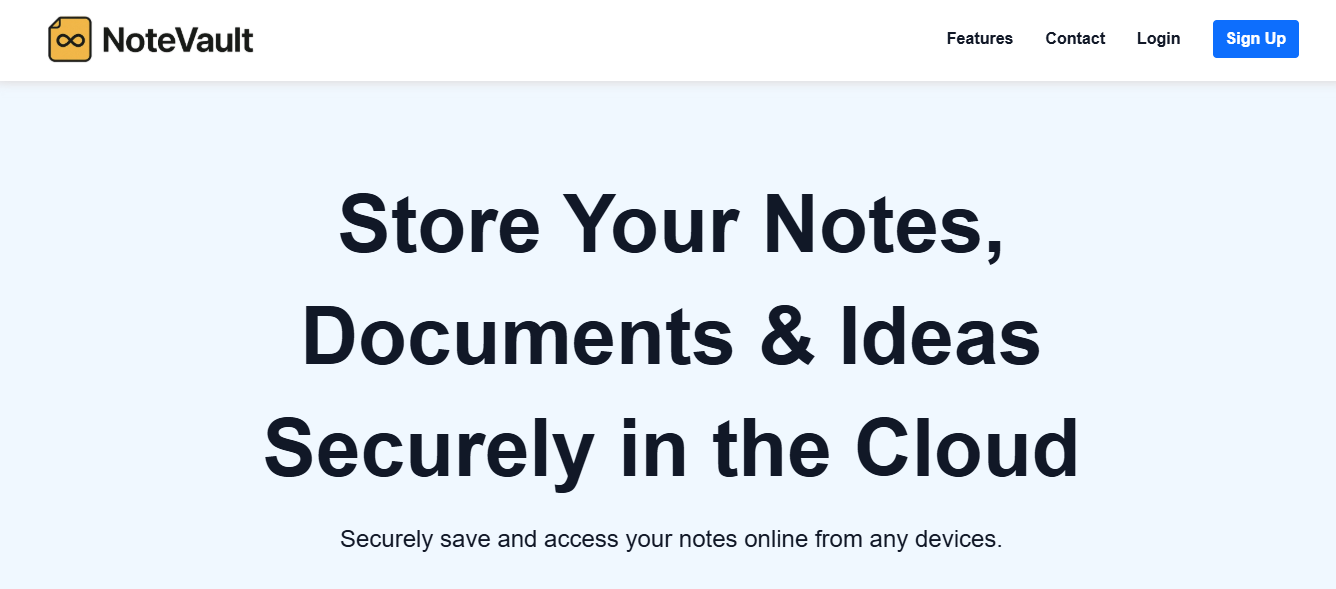 NoteVault
Features
Contact
Login
Sign Up
Store Your Notes,
Documents & Ideas
Securely in the Cloud
Securely save and access your notes online from any devices.